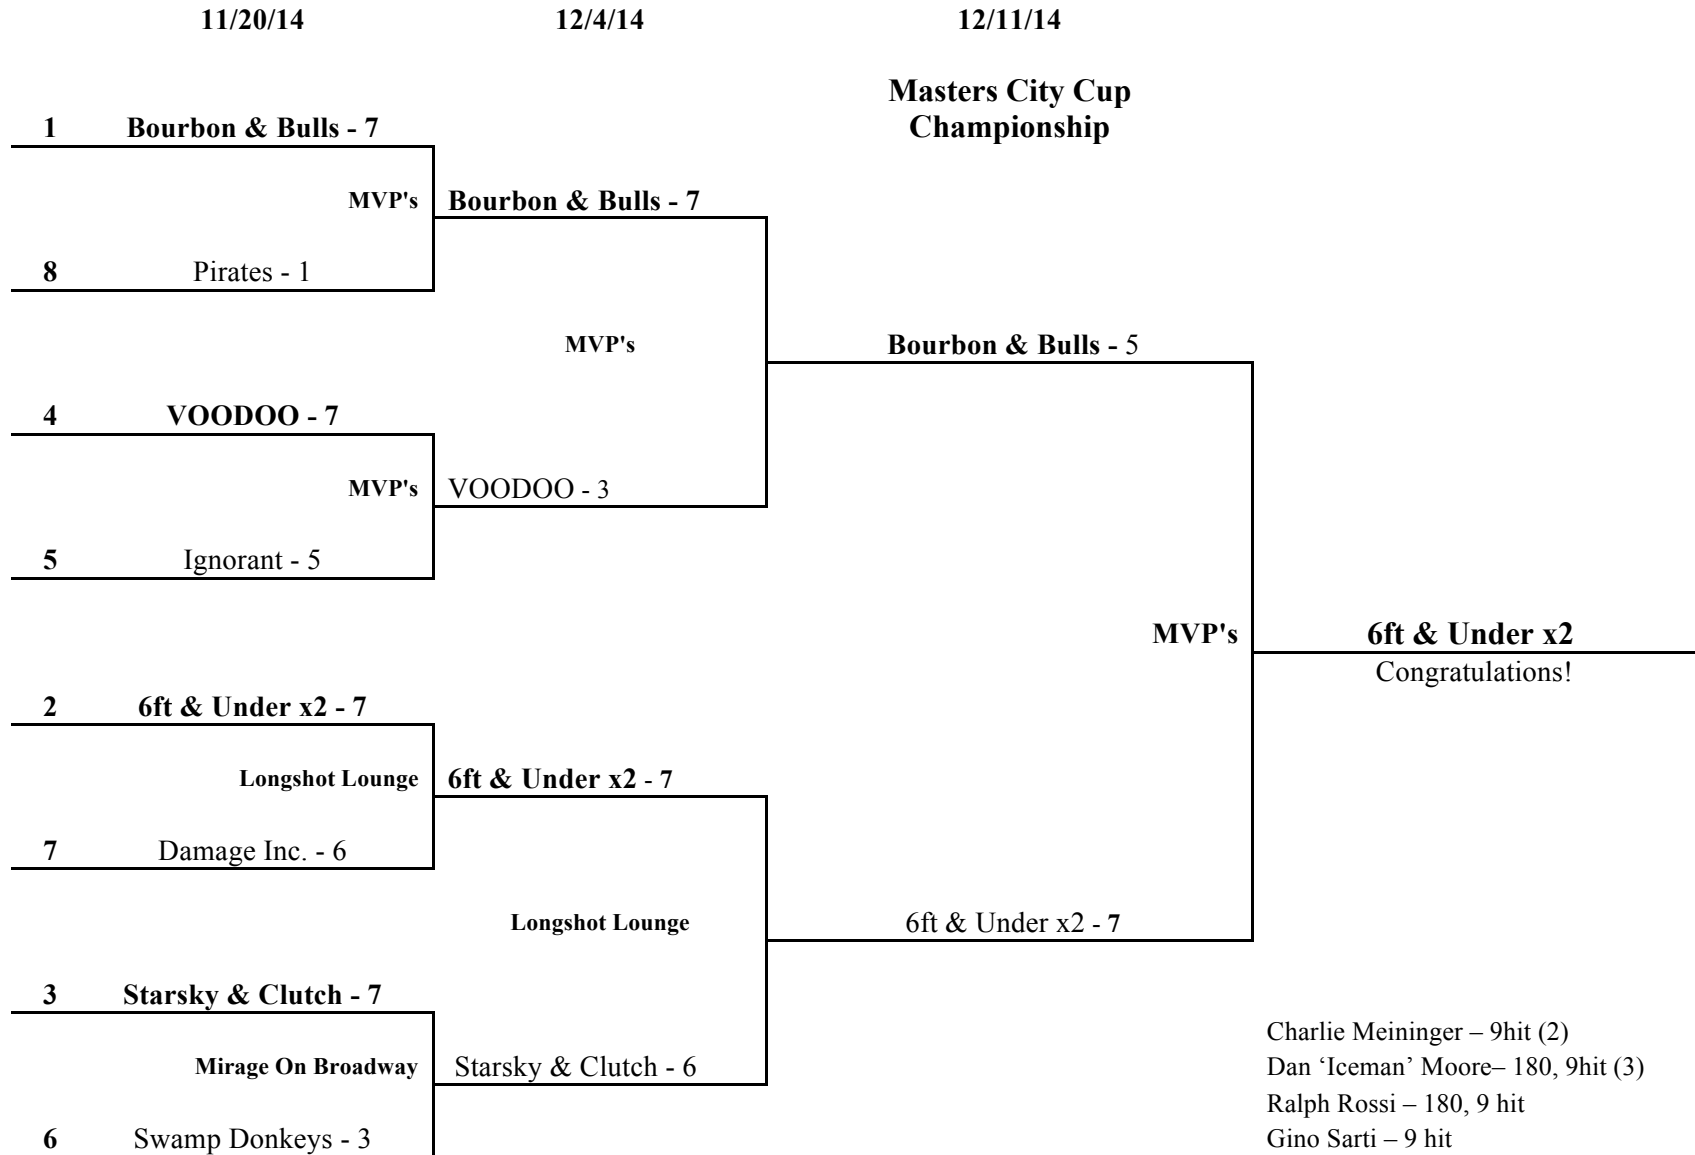 11/20/14 12/4/14 12/11/14
Masters City Cup
Championship
1 Bourbon & Bulls - 7
MVP's Bourbon & Bulls - 7
8 Pirates - 1
MVP's Bourbon & Bulls - 5
4 VOODOO - 7
MVP's VOODOO - 3
5 Ignorant - 5
MVP's 6ft & Under x2
Congratulations!
2 6ft & Under x2 - 7
Longshot Lounge 6ft & Under x2 - 7
7 Damage Inc. - 6
Longshot Lounge 6ft & Under x2 - 7
3 Starsky & Clutch - 7
Mirage On Broadway Starsky & Clutch - 6
6 Swamp Donkeys - 3
Charlie Meininger – 9hit (2)
Dan ‘Iceman’ Moore– 180, 9hit (3)
Ralph Rossi – 180, 9 hit
Gino Sarti – 9 hit